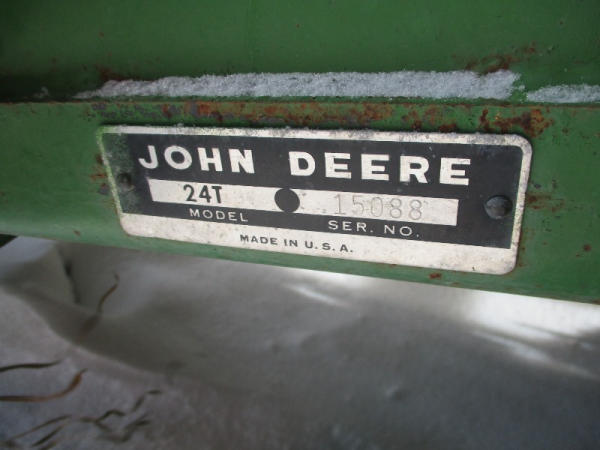 JOHN DEERE
24T 15088
MODEL SER. NO.
MADE IN U.S.A.